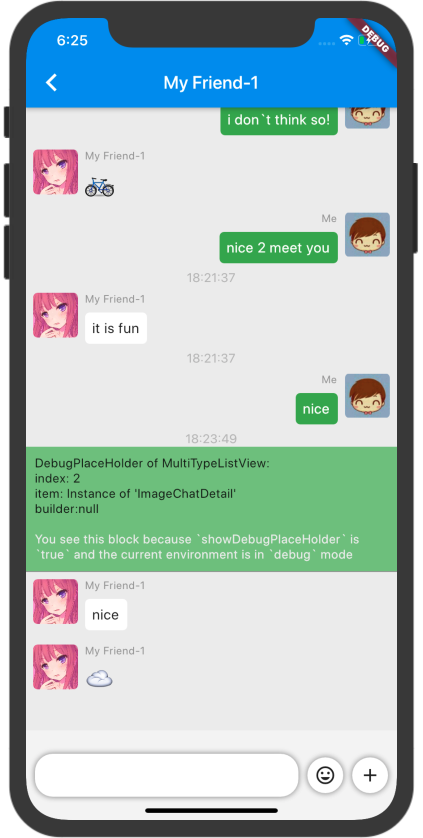 6:25
DEBUG
My Friend-1
i don`t think so!
My Friend-1
Me
nice 2 meet you
18:21:37
My Friend-1
it is fun
18:21:37
Me
nice
18:23:49
DebugPlaceHolder of MultiTypeListView:
index: 2
item: Instance of 'ImageChatDetail'
builder:null
You see this block because `showDebugPlaceHolder` is
`true` and the current environment is in `debug` mode
My Friend-1
nice
My Friend-1